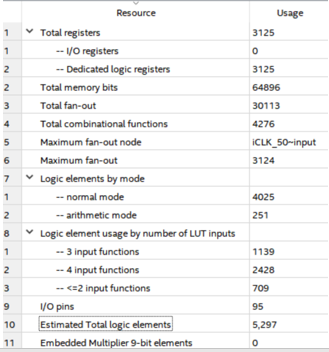 Resource Usage
1 Total registers 3125
1 -- I/O registers 0
2 -- Dedicated logic registers 3125
2 Total memory bits 64896
3 Total fan-out 30113
4 Total combinational functions 4276
5 Maximum fan-out node iCLK_50~input
6 Maximum fan-out 3124
7 Logic elements by mode
1 -- normal mode 4025
2 -- arithmetic mode 251
8 Logic element usage by number of LUT inputs
1 -- 3 input functions 1139
2 -- 4 input functions 2428
3 -- <=2 input functions 709
9 I/O pins 95
10 Estimated Total logic elements 5,297
11 Embedded Multiplier 9-bit elements 0